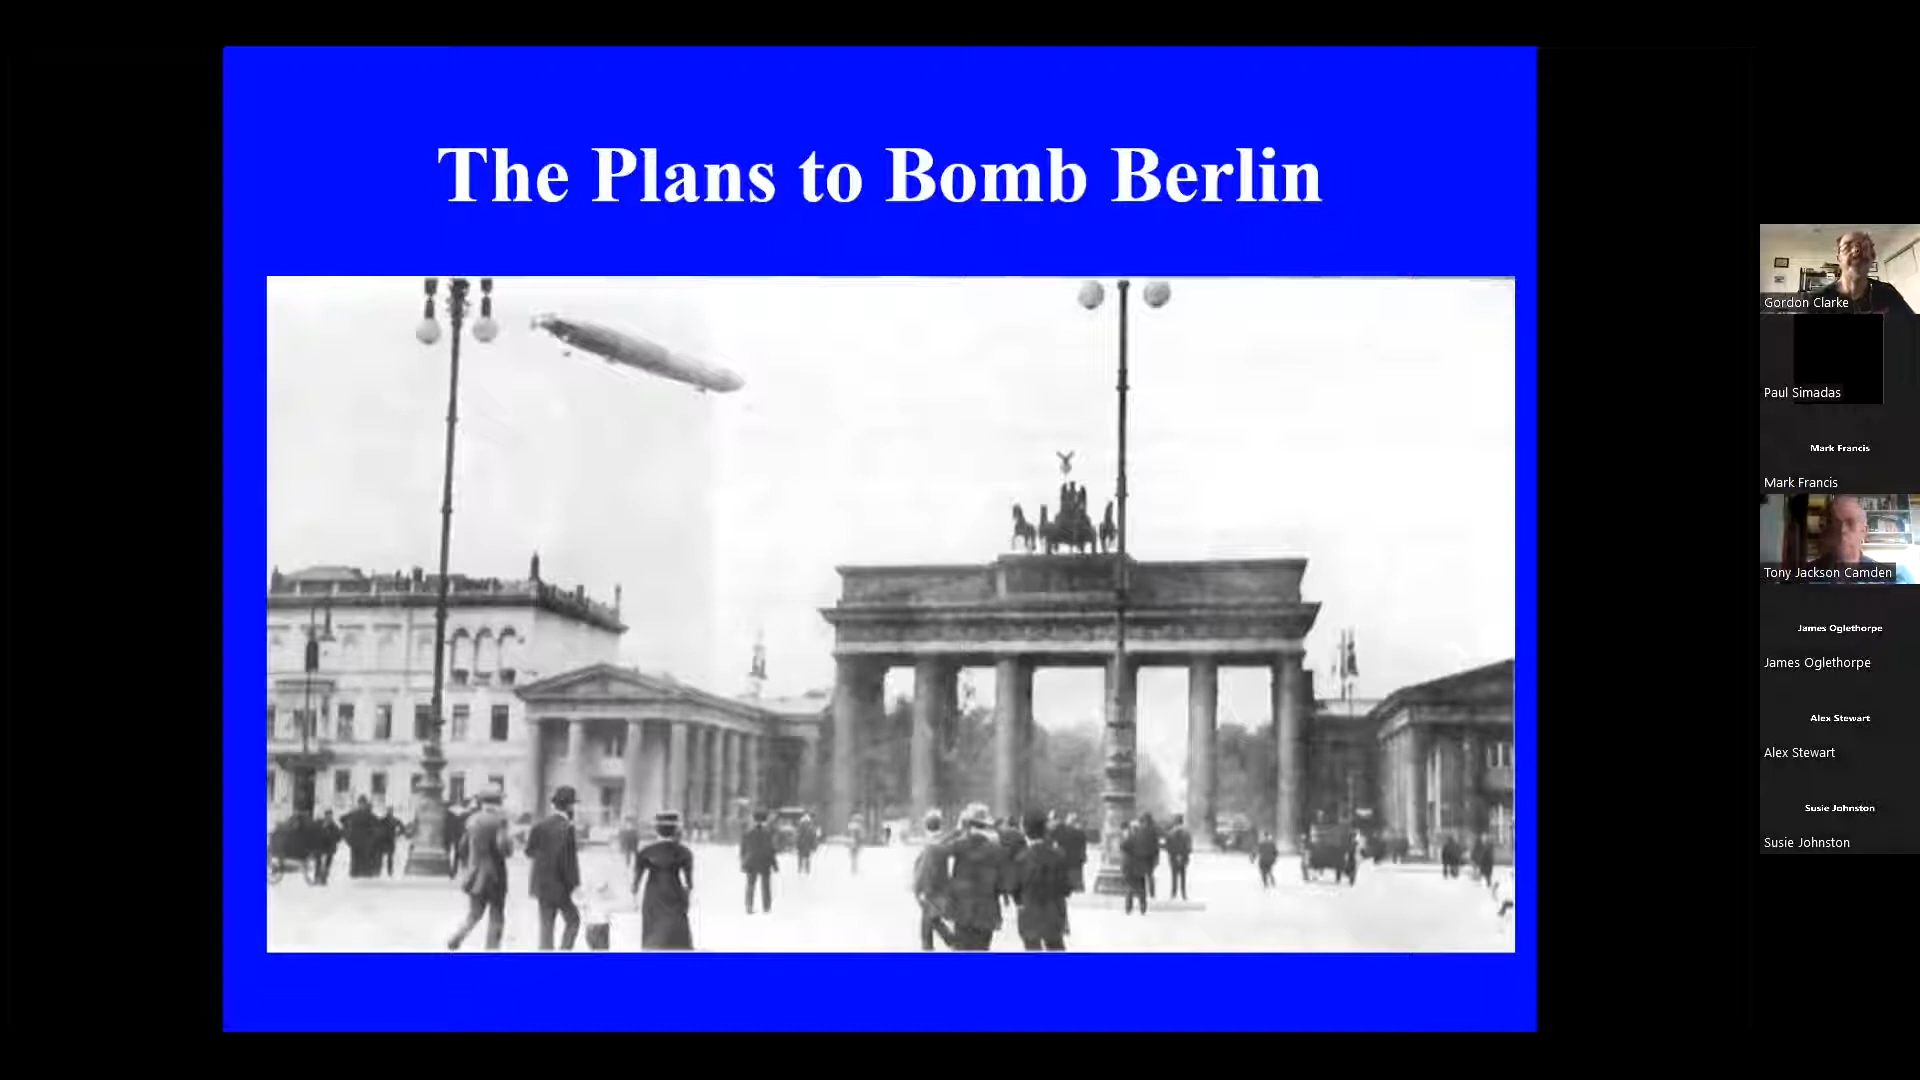 The Plans to Bomb Berlin
Gordon Clarke
Paul Simadas
Mark Francis
Mark Francis
Tony Jackson Camden
James Oglethorpe
James Oglethorpe
Alex Stewart
Alex Stewart
Susie Johnston
Susie Johnston